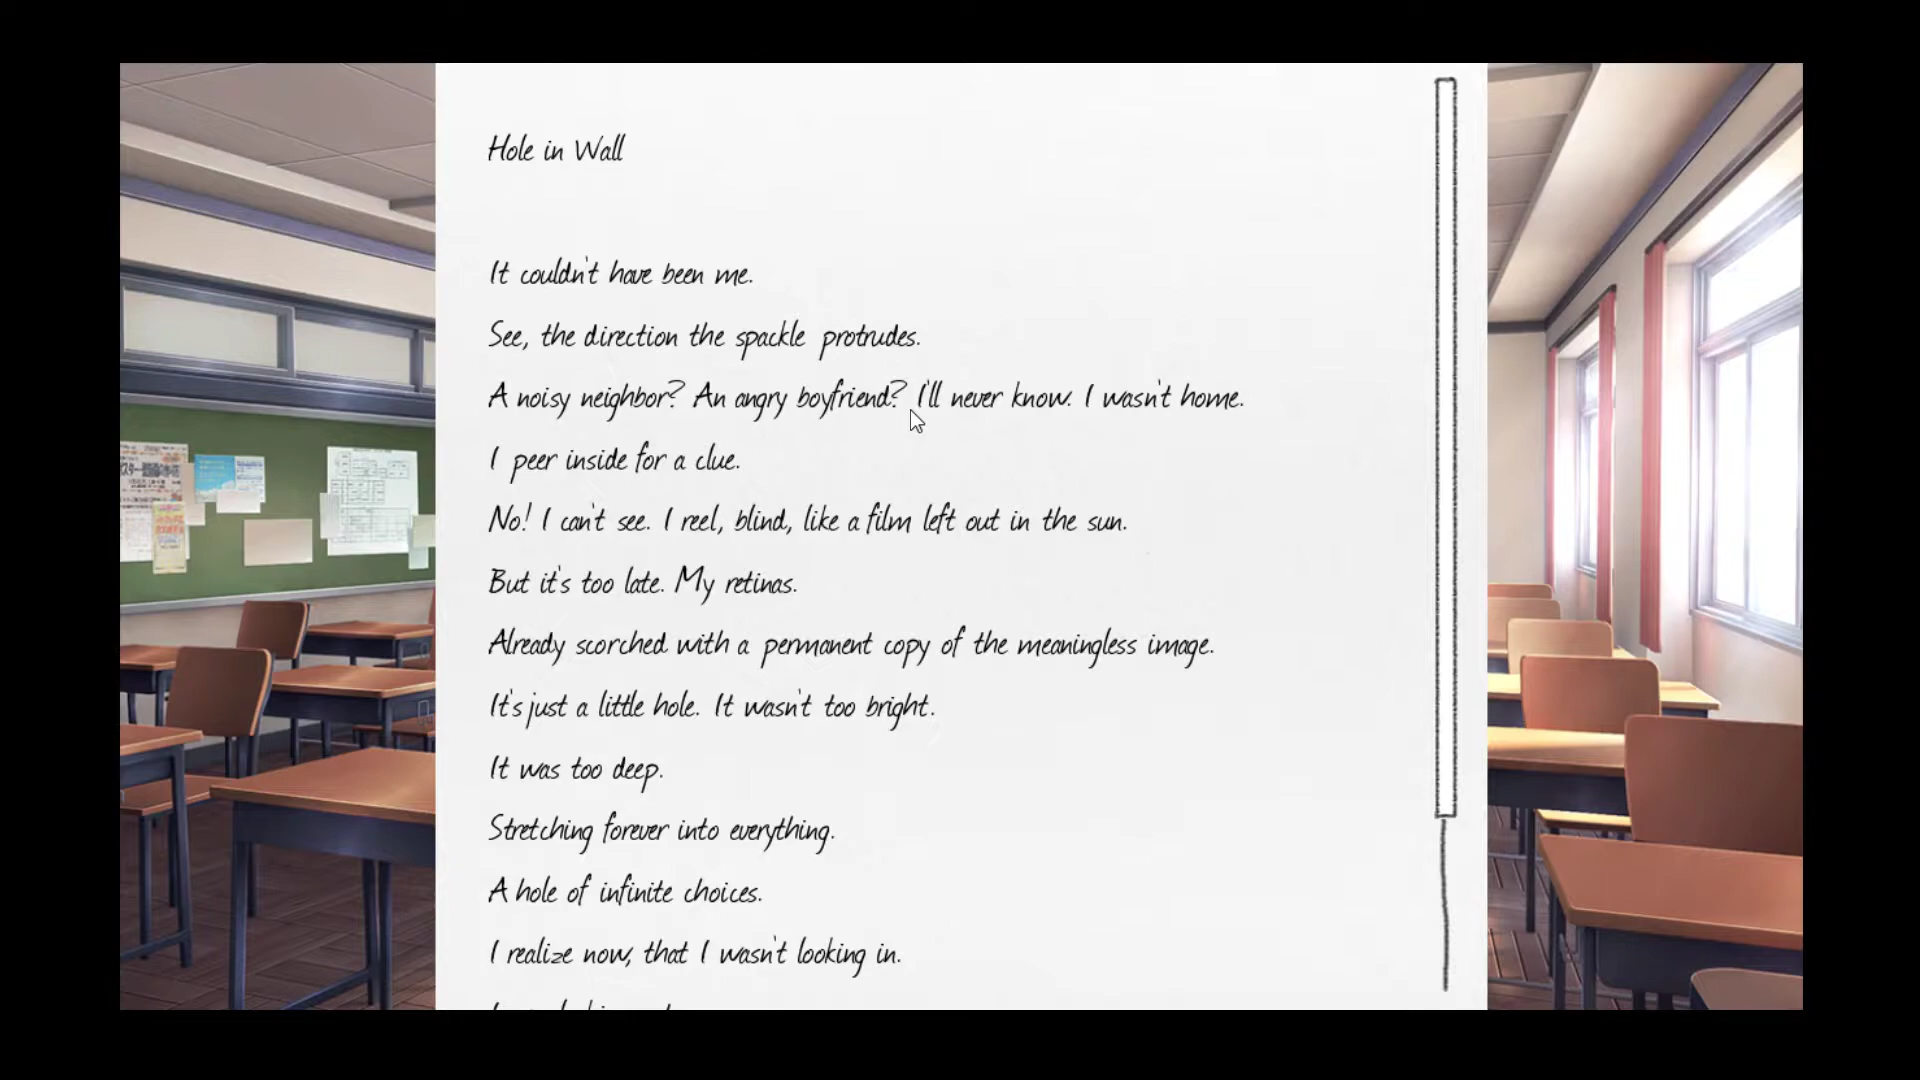 Hole in Wall
It couldn't have been me.
See, the direction the spackle protrudes.
A noisy neighbor? An angry boyfriend? I'll never know. I wasn't home.
I peer inside for a clue.
No! I can't see. I reel, blind, like a film left out in the sun.
But it's too late. My retinas.
Already scorched with a permanent copy of the meaningless image.
It's just a little hole. It wasn't too bright.
It was too deep.
Stretching forever into everything.
A hole of infinite choices.
I realize now, that I wasn't looking in.